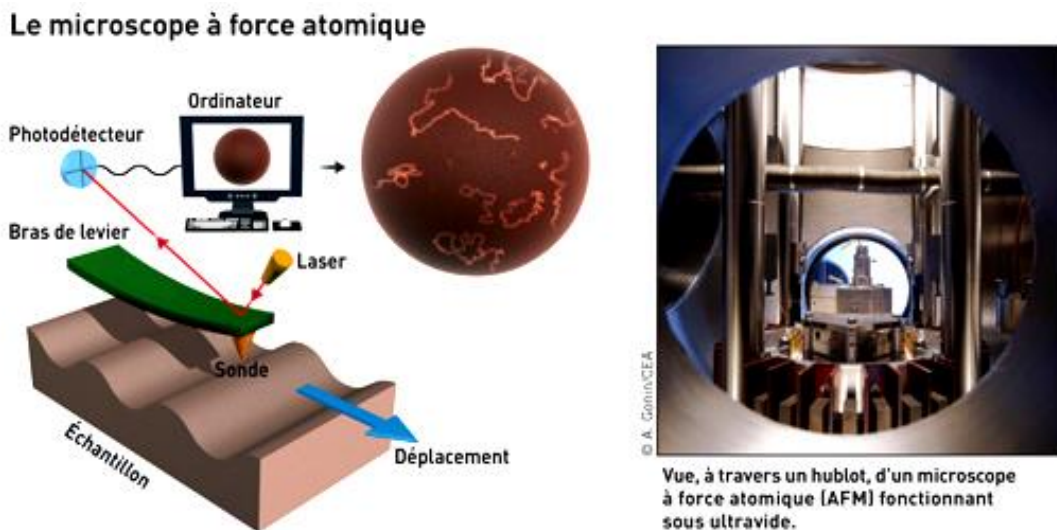 Le microscope à force atomique
Ordinateur
Photodétecteur
Bras de levier
Laser
Sonde
Échantillon
Déplacement
© A. Gonin/CEA
Vue, à travers un hublot, d'un microscope
à force atomique (AFM) fonctionnant
sous ultravide.